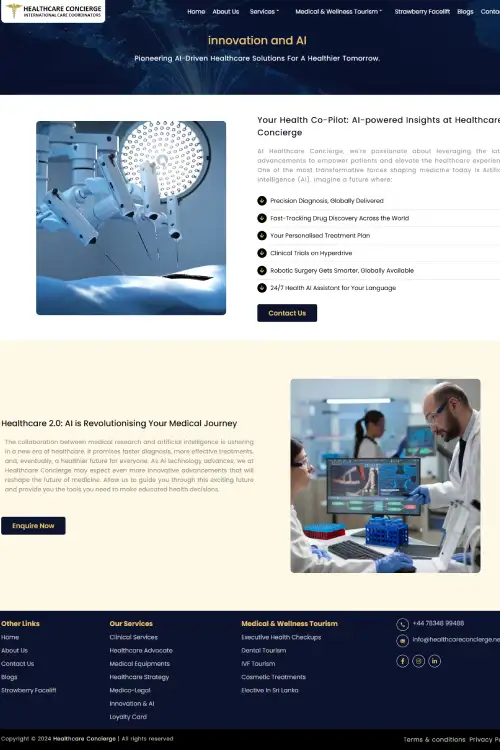 HEALTHCARE CONCIERGE
INTERNATIONAL CARE COORDINATORS
Home About Us Services Medical & Wellness Tourism Strawberry Facelift Blogs
innovation and AI
Pioneering AI-Driven Healthcare Solutions For A Healthier Tomorrow.
Your Health Co-Pilot: AI-powered Insights at Healthcare
Concierge
At Healthcare Concierge, we're passionate about leveraging the
advancements to empower patients and elevate the healthcare
One of the most transformative forces shaping medicine today is
Intelligence (AI). Imagine a future where:
Precision Diagnosis, Globally Delivered
Fast-Tracking Drug Discovery Across the World
Your Personalised Treatment Plan
Clinical Trials on Hyperdrive
Robotic Surgery Gets Smarter, Globally Available
24/7 Health AI Assistant for Your Language
Contact Us
Healthcare 2.0: AI is Revolutionising Your Medical Journey
The collaboration between medical research and artificial intelligence is ushering
in a new era of healthcare. It promises faster diagnosis, more effective treatments,
and, eventually, a healthier future for everyone. As AI technology advances, we at
Healthcare Concierge may expect even more innovative advancements that will
reshape the future of medicine. Allow us to guide you through this exciting future
and provide you the tools you need to make educated health decisions.
Enquire Now
Other Links
Home
About Us
Contact Us
Blogs
Strawberry Facelift
Our Services
Clinical Services
Healthcare Advocate
Medical Equipments
Healthcare Strategy
Medico-Legal
Innovation & AI
Loyalty Card
Medical & Wellness Tourism
Executive Health Checkups
Dental Tourism
IVF Tourism
Cosmetic Treatments
Elective In Sri Lanka
+44 78346 99488
info@healthcareconcierge.ne
Copyright © 2024 Healthcare Concierge | All rights reserved
Terms & conditions Privacy